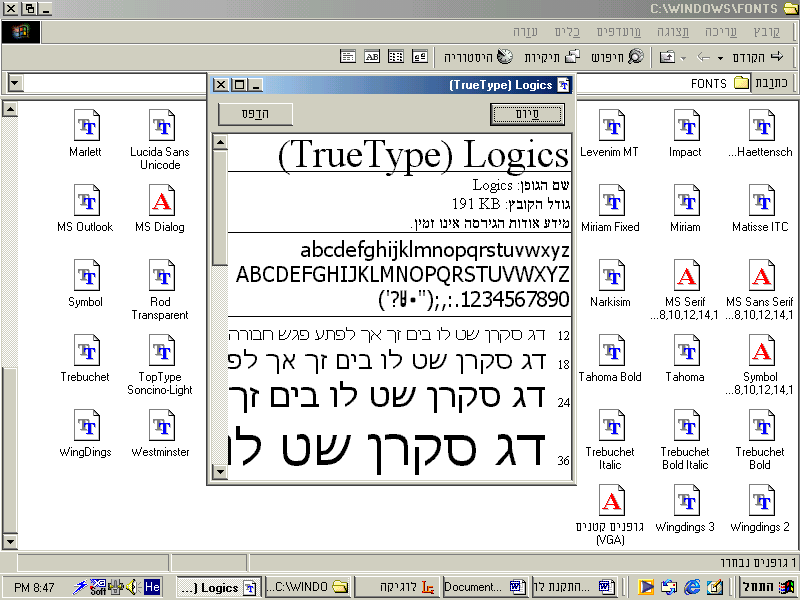 C:\WINDOWS\FONTS
קובץ עריכה תצוגה מועדפים כלים עזרה
הקודם חיפוש תיקיות היסטוריה
כתובת FONTS
(TrueType) Logics
סיום הדפס
(TrueType) Logics
שם הגופן: Logics
גודל הקובץ: 191 KB
מידע אודות הגירסה אינו זמין.
abcdefghijklmnopqrstuvwxyz
ABCDEFGHIJKLMNOPQRSTUVWXYZ
12 דג סקרן שט לו בים זך אך לפתע פגש חבורה
18 דג סקרן שט לו בים זך אך לפ
24 דג סקרן שט לו בים זך
36 דג סקרן שט לו
...Haettensch
Impact
Levenim MT
Lucida Sans Unicode
Marlett
Matisse ITC
Miriam
Miriam Fixed
MS Dialog
MS Outlook
MS Sans Serif 8,10,12,14,1...
MS Serif 8,10,12,14,1...
Narkisim
Rod Transparent
Symbol
Symbol 8,10,12,14,1...
Tahoma
Tahoma Bold
TopType Soncino-Light
Trebuchet
Trebuchet Bold
Trebuchet Bold Italic
Trebuchet Italic
Westminster
WingDings
Wingdings 2
Wingdings 3
גופנים קטנים (VGA)
1 גופנים נבחרו
התחל
התקנת לו...
Document...
לוגיקה
C:\WINDO...
Logics (...
He
8:47 PM